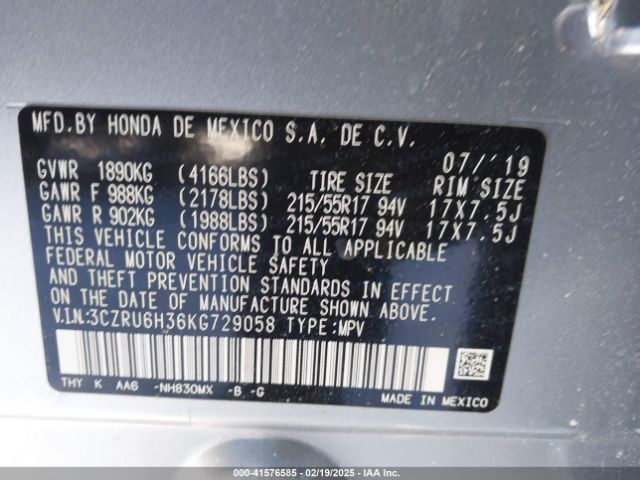 MFD.BY HONDA DE MEXICO S.A. DE C.V.
07/'19
GVWR 1890KG (4166LBS) TIRE SIZE RIM SIZE
GAWR F 988KG (2178LBS) 215/55R17 94V 17X7.5J
GAWR R 902KG (1988LBS) 215/55R17 94V 17X7.5J
THIS VEHICLE CONFORMS TO ALL APPLICABLE
FEDERAL MOTOR VEHICLE SAFETY
AND THEFT PREVENTION STANDARDS IN EFFECT
ON THE DATE OF MANUFACTURE SHOWN ABOVE.
V.I.N:3CZRU6H36KG729058 TYPE:MPV
THY K AA6 -NH830MX -B -G
MADE IN MEXICO
© COPART • 41576585 • 02/19/2025 • IAAI.COM